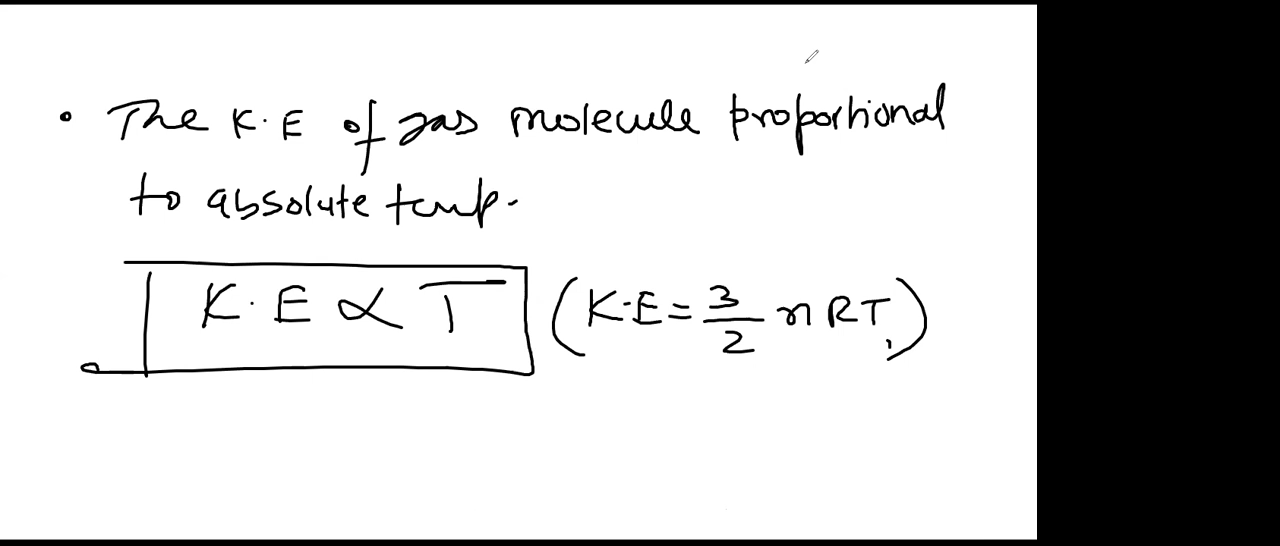 • The K.E of gas molecule proportional
to absolute temp.
K.E ∝ T (K.E = 3/2 nRT)